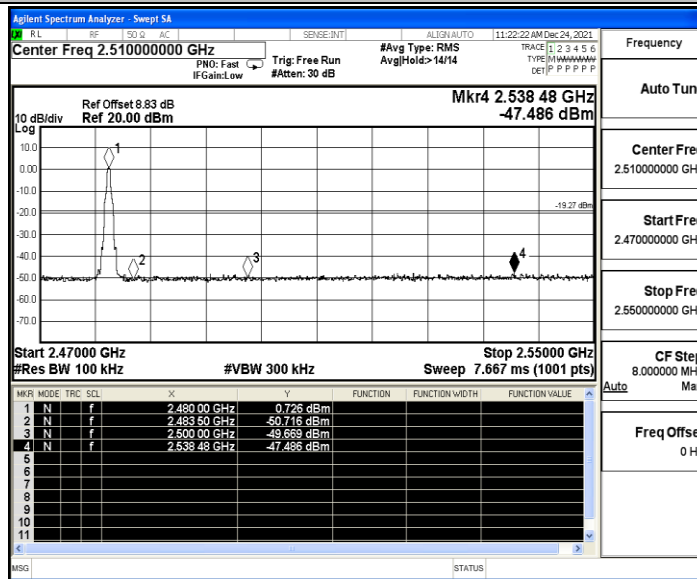 Agilent Spectrum Analyzer - Swept SA
RL RF 50 Ω AC SENSE:INT ALIGN AUTO 11:22:22 AM Dec 24, 2021
Center Freq 2.510000000 GHz
PNO: Fast
IFGain:Low
Trig: Free Run
#Atten: 30 dB
#Avg Type: RMS
Avg|Hold:> 14/14
TRACE 1 2 3 4 5 6
TYPE M WWWWW
DET P P P P P P
Ref Offset 8.83 dB
10 dB/div Ref 20.00 dBm
Log
Mkr4 2.538 48 GHz
-47.486 dBm
10.0
0.00
-10.0
-20.0
-30.0
-40.0
-50.0
-60.0
-70.0
1
2
3
4
-19.27 dBm
Start 2.47000 GHz Stop 2.55000 GHz
#Res BW 100 kHz #VBW 300 kHz Sweep 7.667 ms (1001 pts)
MKR MODE TRC SCL X Y FUNCTION FUNCTION WIDTH FUNCTION VALUE
1 N f 2.480 00 GHz 0.726 dBm
2 N f 2.483 50 GHz -50.716 dBm
3 N f 2.500 00 GHz -49.669 dBm
4 N f 2.538 48 GHz -47.486 dBm
5
6
7
8
9
10
11
MSG STATUS
Frequency
Auto Tun
Center Fre
2.510000000 GH
Start Fre
2.470000000 GH
Stop Fre
2.550000000 GH
CF Step
8.000000 MH
Auto Ma
Freq Offse
0 H